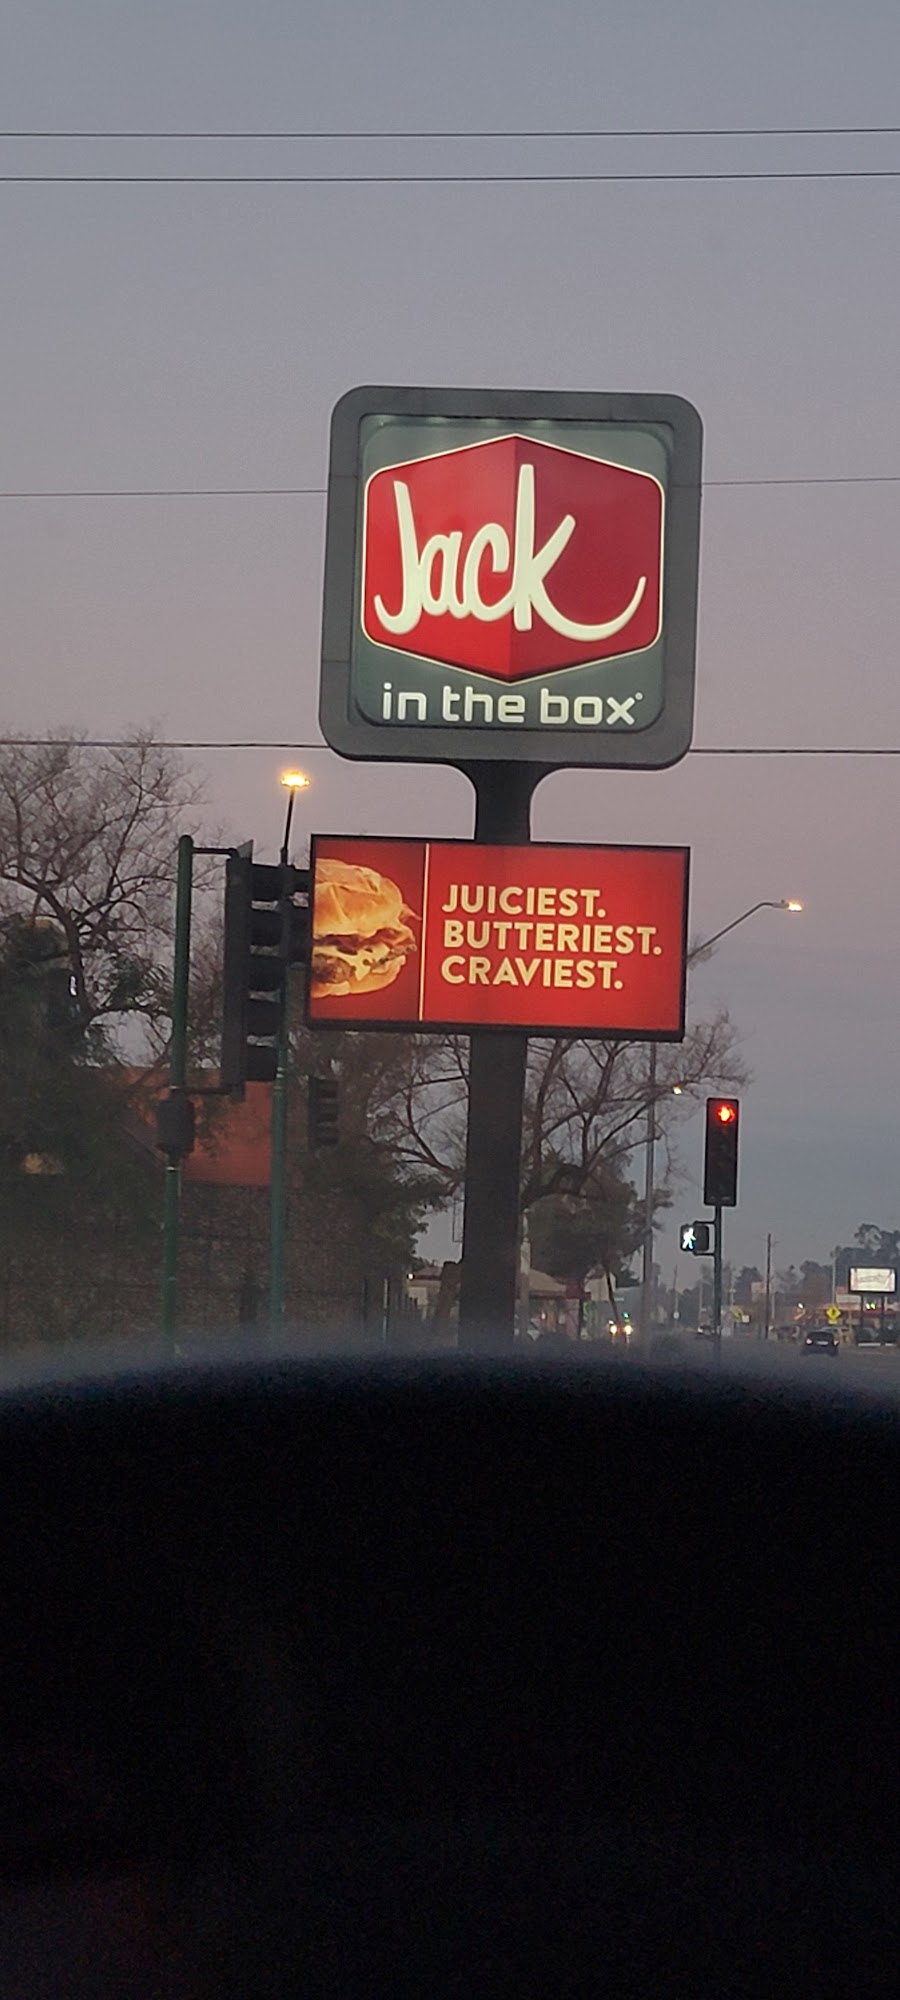 Jack
in the box®
JUICIEST.
BUTTERIEST.
CRAVIEST.